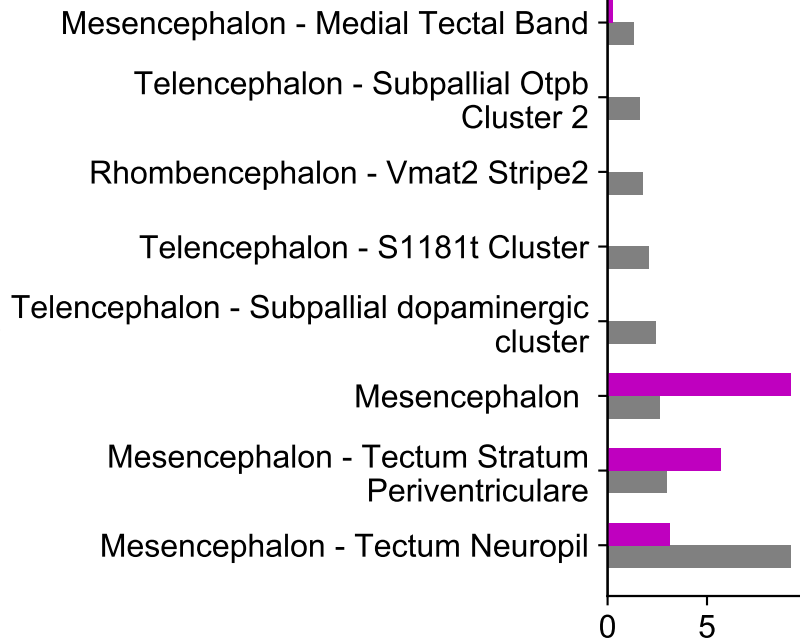 Mesencephalon - Medial Tectal Band
Telencephalon - Subpallial Otpb
Cluster 2
Rhombencephalon - Vmat2 Stripe2
Telencephalon - S1181t Cluster
Telencephalon - Subpallial dopaminergic
cluster
Mesencephalon
Mesencephalon - Tectum Stratum
Periventriculare
Mesencephalon - Tectum Neuropil
0 5